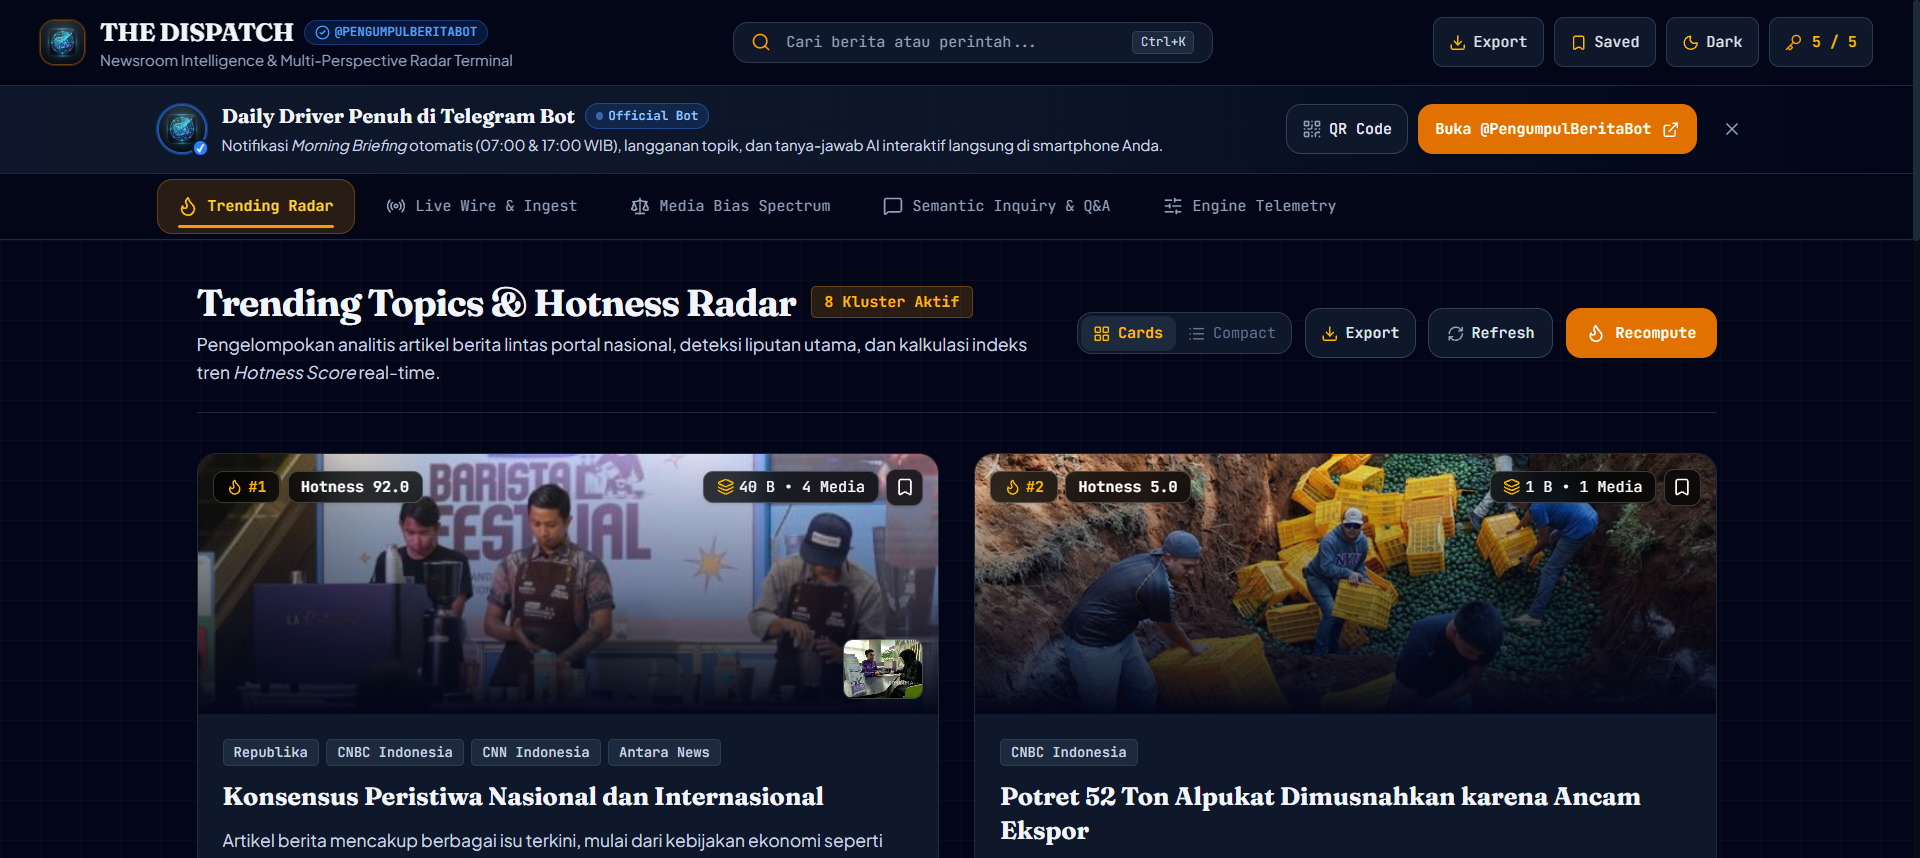 THE DISPATCH
@PENGUMPULBERITABOT
Newsroom Intelligence & Multi-Perspective Radar Terminal
Cari berita atau perintah...
Ctrl+K
Export
Saved
Dark
5 / 5
Daily Driver Penuh di Telegram Bot
Official Bot
Notifikasi Morning Briefing otomatis (07:00 & 17:00 WIB), langganan topik, dan tanya-jawab AI interaktif langsung di smartphone Anda.
QR Code
Buka @PengumpulBeritaBot
Trending Radar
Live Wire & Ingest
Media Bias Spectrum
Semantic Inquiry & Q&A
Engine Telemetry
Trending Topics & Hotness Radar
8 Kluster Aktif
Pengelompokan analitis artikel berita lintas portal nasional, deteksi liputan utama, dan kalkulasi indeks
tren Hotness Score real-time.
Cards
Compact
Export
Refresh
Recompute
#1
Hotness 92.0
40 B • 4 Media
BARISTA
FESTIVAL
Republika
CNBC Indonesia
CNN Indonesia
Antara News
Konsensus Peristiwa Nasional dan Internasional
Artikel berita mencakup berbagai isu terkini, mulai dari kebijakan ekonomi seperti
#2
Hotness 5.0
1 B • 1 Media
CNBC Indonesia
Potret 52 Ton Alpukat Dimusnahkan karena Ancam
Ekspor